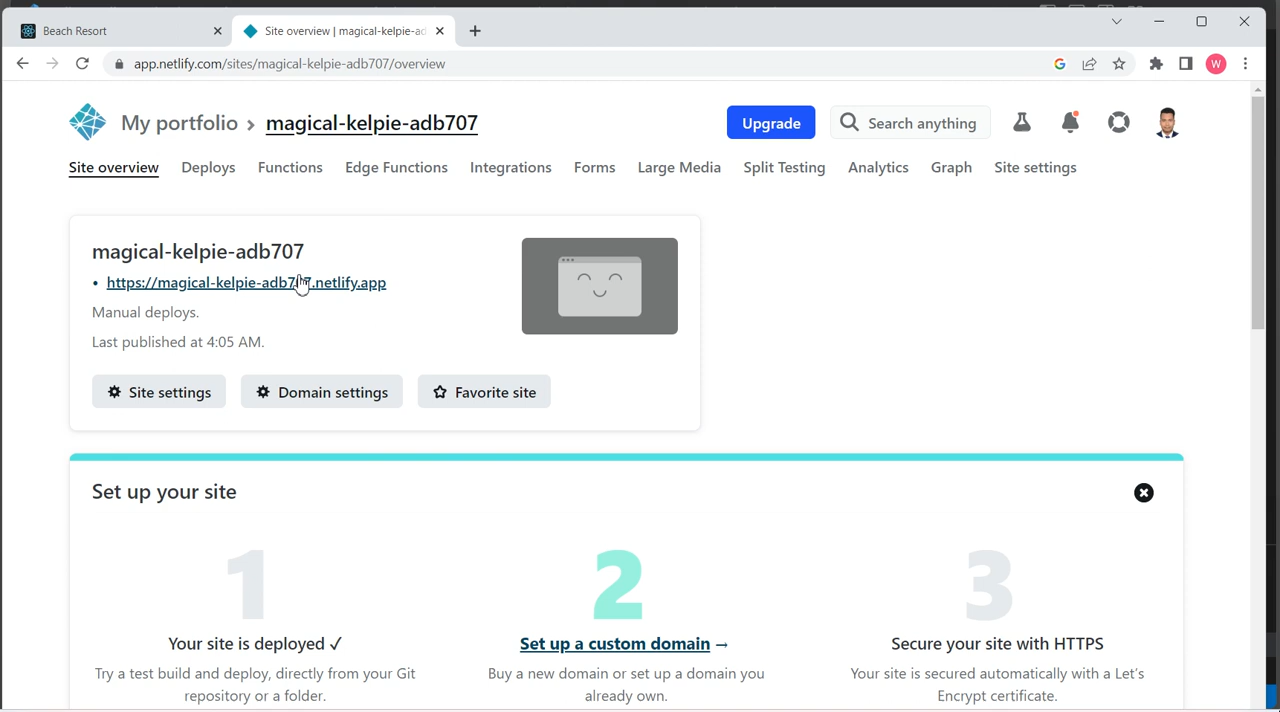 Beach Resort
Site overview | magical-kelpie-ad
app.netlify.com/sites/magical-kelpie-adb707/overview
W
My portfolio > magical-kelpie-adb707
Upgrade
Search anything
Site overview Deploys Functions Edge Functions Integrations Forms Large Media Split Testing Analytics Graph Site settings
magical-kelpie-adb707
• https://magical-kelpie-adb707.netlify.app
Manual deploys.
Last published at 4:05 AM.
Site settings Domain settings Favorite site
Set up your site
1
Your site is deployed ✓
Try a test build and deploy, directly from your Git
repository or a folder.
2
Set up a custom domain →
Buy a new domain or set up a domain you
already own.
3
Secure your site with HTTPS
Your site is secured automatically with a Let's
Encrypt certificate.